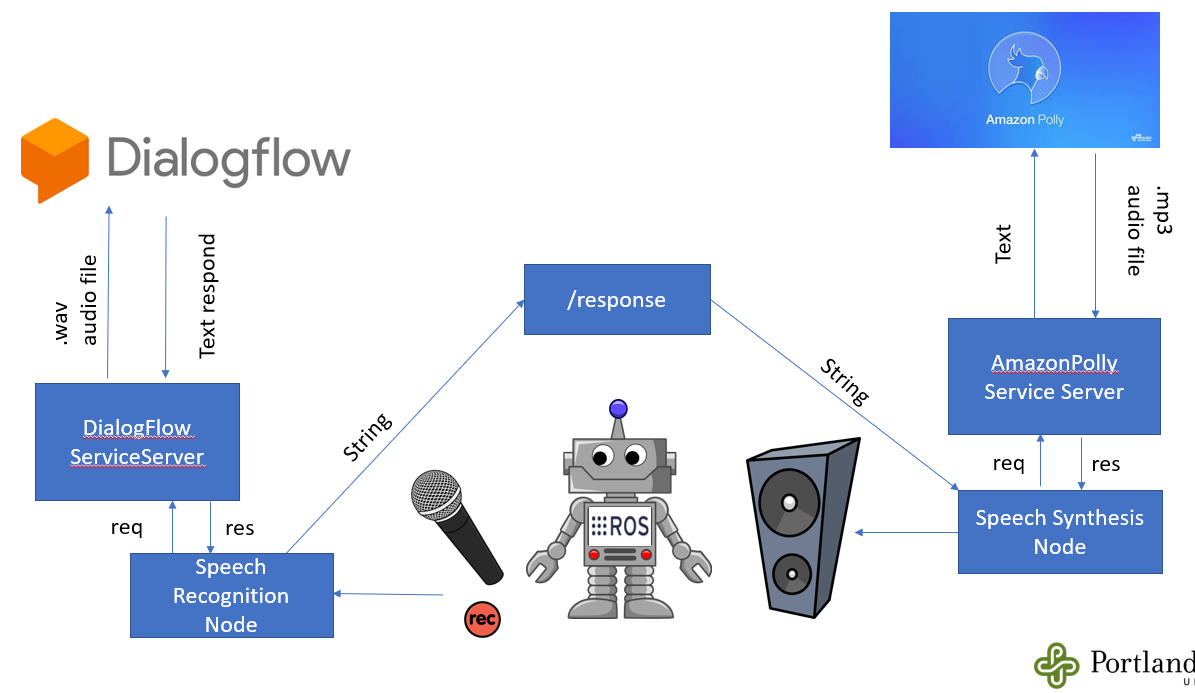 Amazon Polly
Dialogflow
.wav
audio file
Text respond
Text
.mp3
audio file
/response
String
String
AmazonPolly
Service Server
DialogFlow
ServiceServer
req
res
req
res
Speech Synthesis
Node
Speech
Recognition
Node
:::ROS
rec
Portland
U